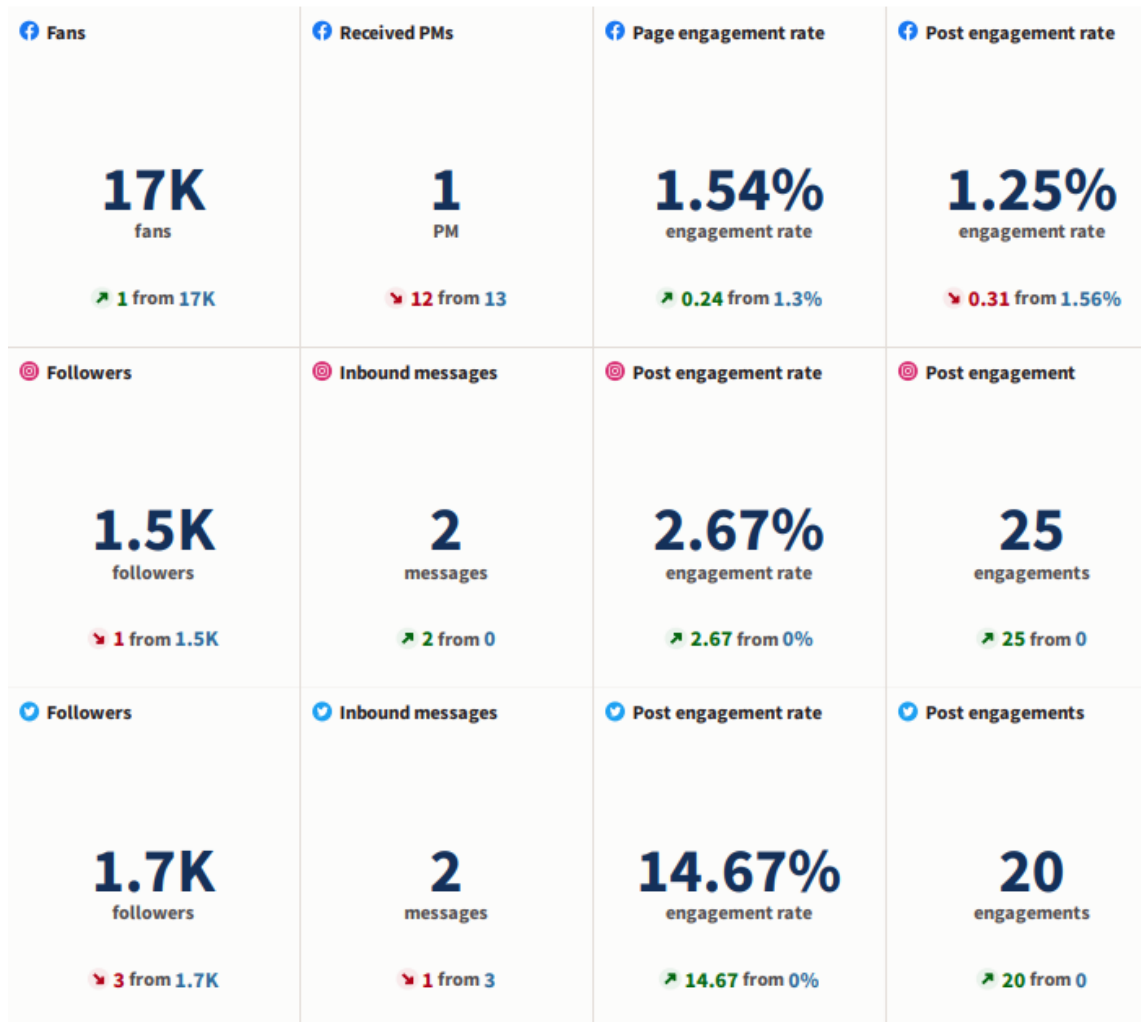 Fans
17K
fans
1 from 17K
Received PMs
1
PM
12 from 13
Page engagement rate
1.54%
engagement rate
0.24 from 1.3%
Post engagement rate
1.25%
engagement rate
0.31 from 1.56%
Followers
1.5K
followers
1 from 1.5K
Inbound messages
2
messages
2 from 0
Post engagement rate
2.67%
engagement rate
2.67 from 0%
Post engagement
25
engagements
25 from 0
Followers
1.7K
followers
3 from 1.7K
Inbound messages
2
messages
1 from 3
Post engagement rate
14.67%
engagement rate
14.67 from 0%
Post engagements
20
engagements
20 from 0